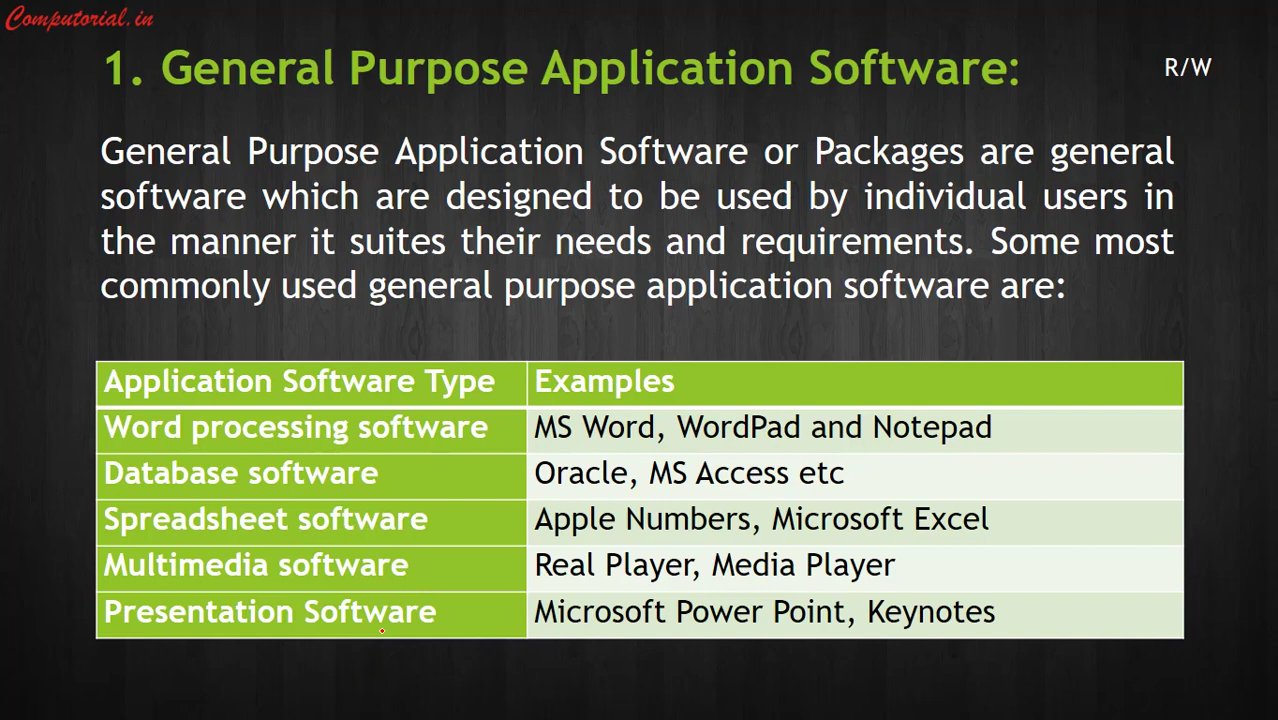 Computorial.in
1. General Purpose Application Software:
R/W
General Purpose Application Software or Packages are general
software which are designed to be used by individual users in
the manner it suites their needs and requirements. Some most
commonly used general purpose application software are:
Application Software Type Examples
Word processing software MS Word, WordPad and Notepad
Database software Oracle, MS Access etc
Spreadsheet software Apple Numbers, Microsoft Excel
Multimedia software Real Player, Media Player
Presentation Software Microsoft Power Point, Keynotes